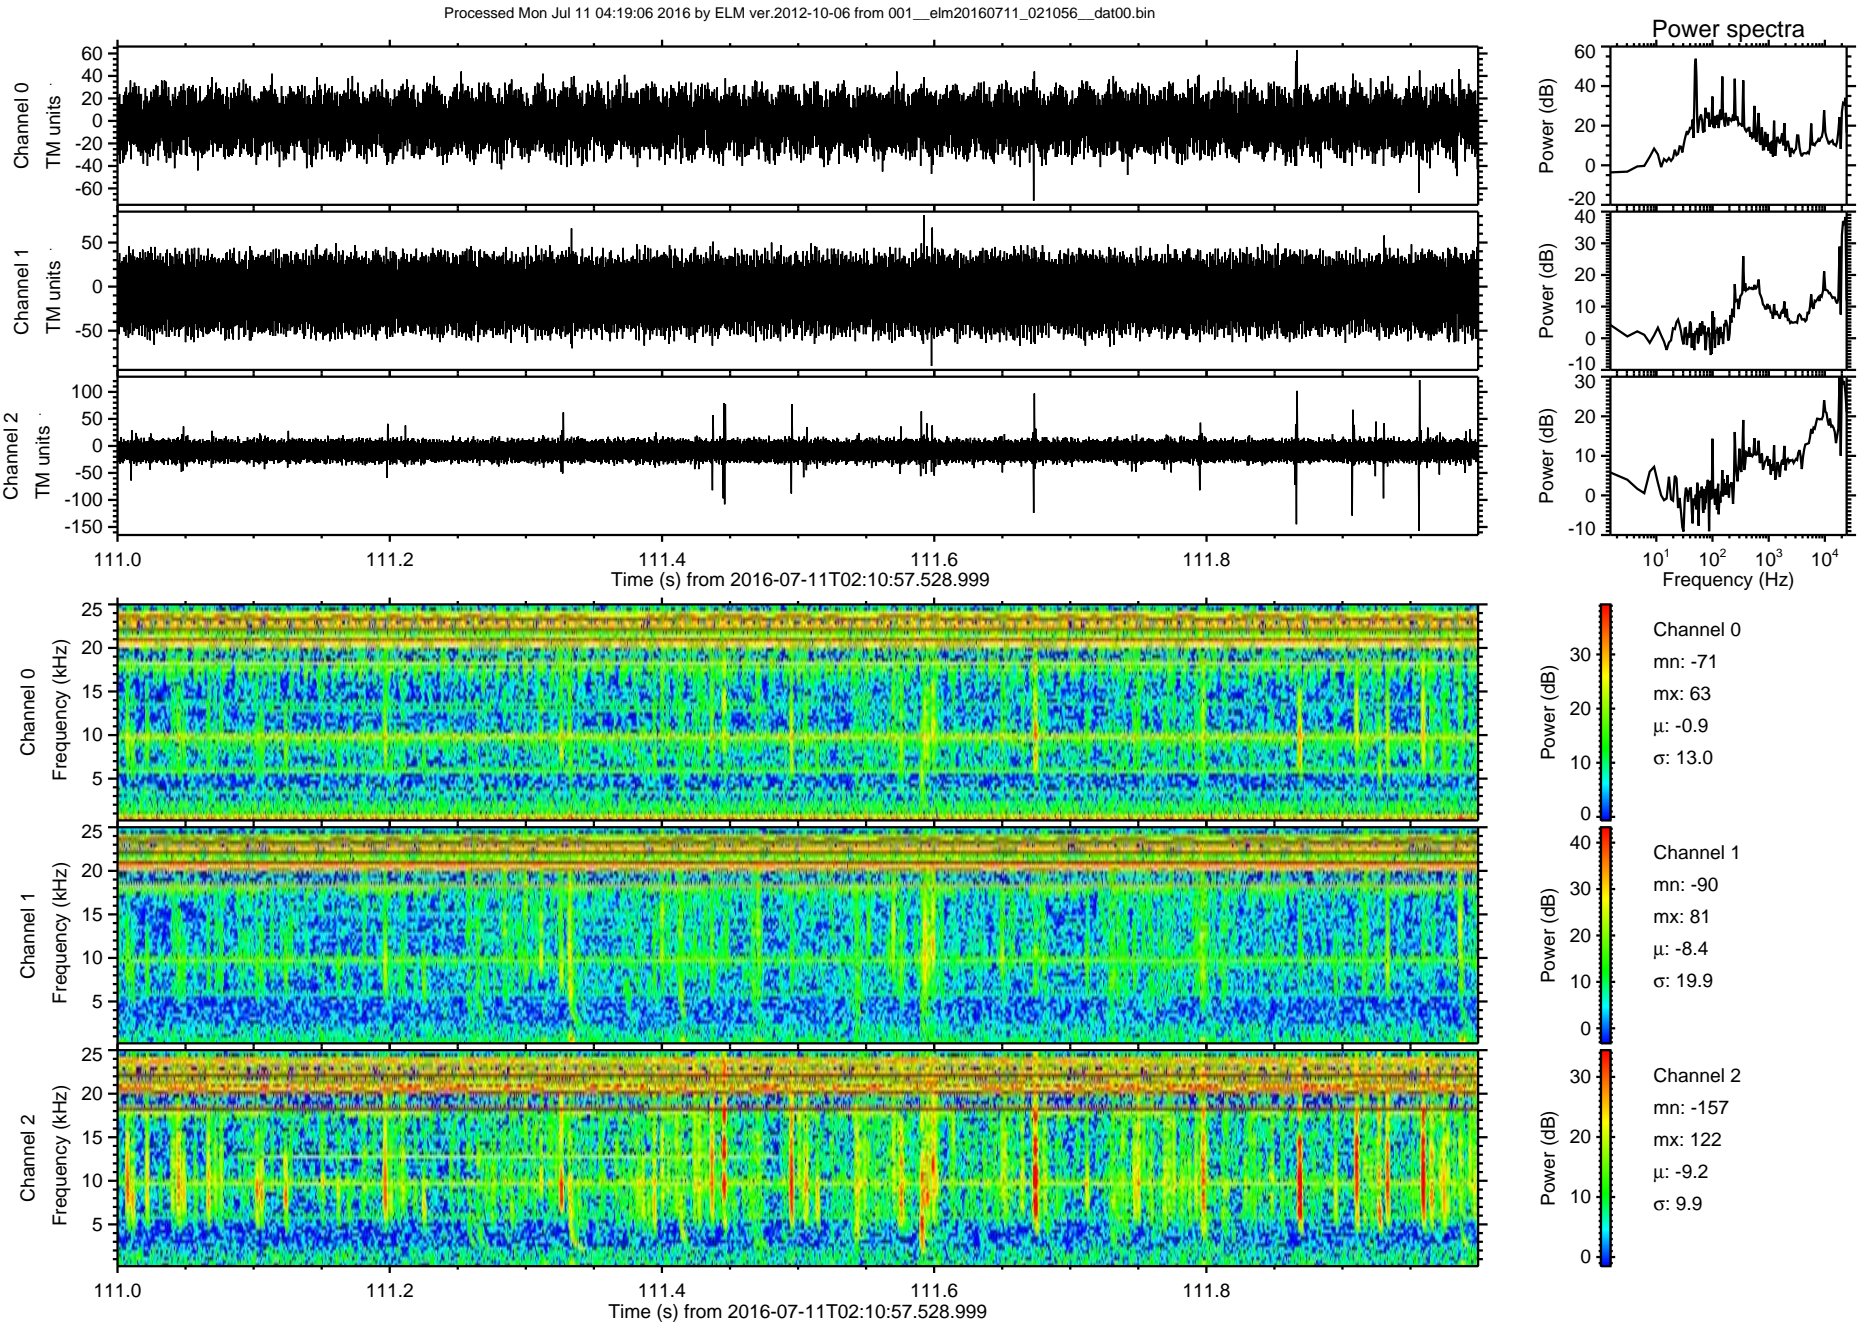 Processed Mon Jul 11 04:19:06 2016 by ELM ver.2012-10-06 from 001__elm20160711_021056__dat00.bin
Power spectra
Channel 0
TM units
60
40
20
0
-20
-40
-60
Power (dB)
60
40
20
0
-20
Channel 1
TM units
50
0
-50
Power (dB)
40
30
20
10
0
-10
Channel 2
TM units
100
50
0
-50
-100
-150
Power (dB)
30
20
10
0
-10
111.0 111.2 111.4 111.6 111.8
Time (s) from 2016-07-11T02:10:57.528.999
10¹ 10² 10³ 10⁴
Frequency (Hz)
Channel 0
Frequency (kHz)
25
20
15
10
5
Power (dB)
30
20
10
0
Channel 0
mn: -71
mx: 63
μ: -0.9
σ: 13.0
Channel 1
Frequency (kHz)
25
20
15
10
5
Power (dB)
40
30
20
10
0
Channel 1
mn: -90
mx: 81
μ: -8.4
σ: 19.9
Channel 2
Frequency (kHz)
25
20
15
10
5
Power (dB)
30
20
10
0
Channel 2
mn: -157
mx: 122
μ: -9.2
σ: 9.9
111.0 111.2 111.4 111.6 111.8
Time (s) from 2016-07-11T02:10:57.528.999